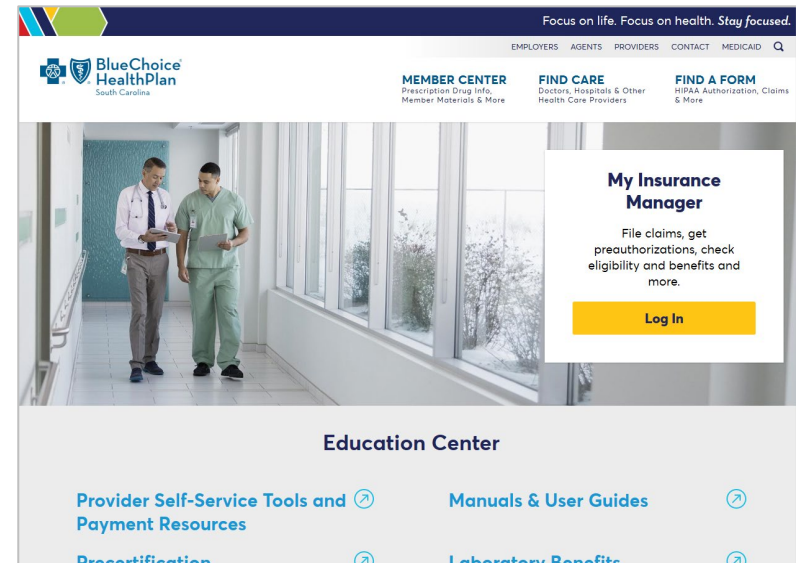 Focus on life. Focus on health. Stay focused.
EMPLOYERS AGENTS PROVIDERS CONTACT MEDICAID
BlueChoice
HealthPlan
South Carolina
MEMBER CENTER
Prescription Drug Info,
Member Materials & More
FIND CARE
Doctors, Hospitals & Other
Health Care Providers
FIND A FORM
HIPAA Authorization, Claims
& More
My Insurance
Manager
File claims, get
preauthorizations, check
eligibility and benefits and
more.
Log In
Education Center
Provider Self-Service Tools and
Payment Resources
Manuals & User Guides
Precertification
Laboratory Benefits